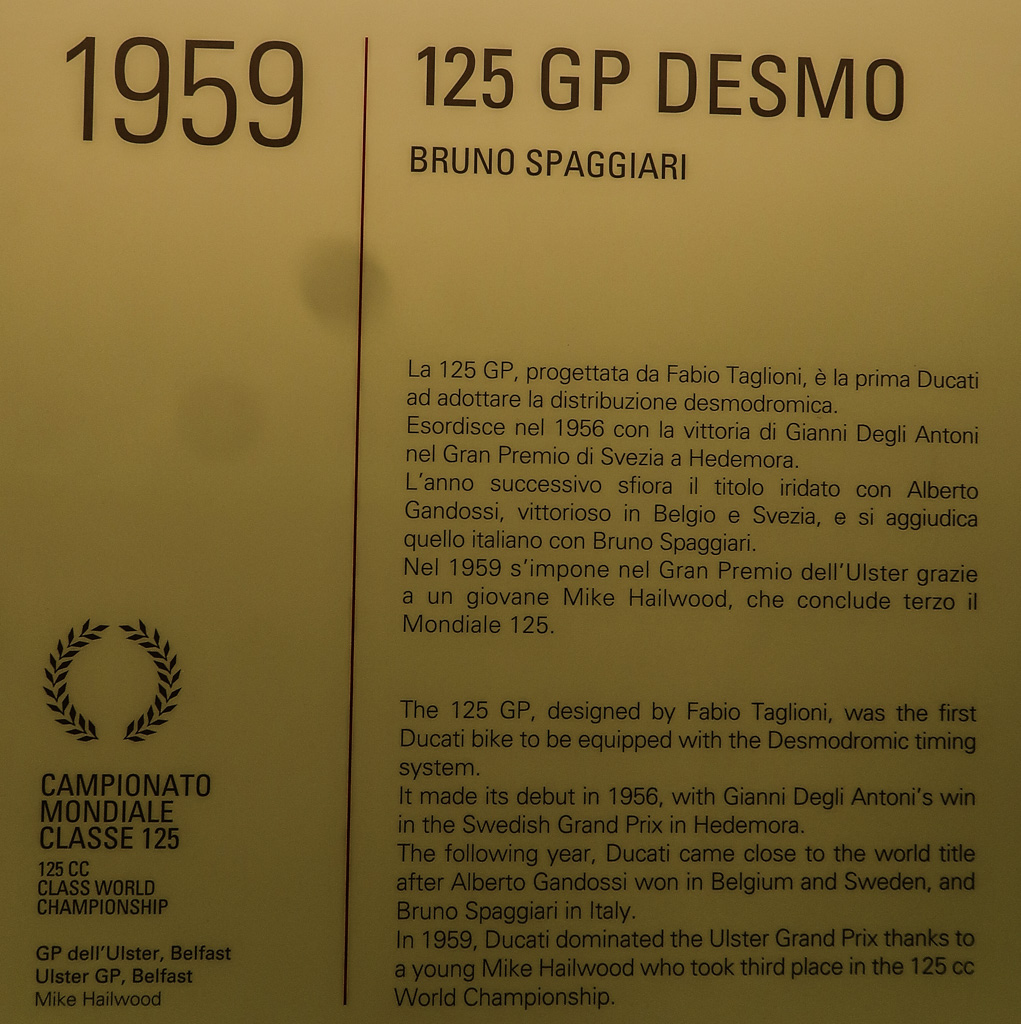 1959
125 GP DESMO
BRUNO SPAGGIARI
La 125 GP, progettata da Fabio Taglioni, è la prima Ducati
ad adottare la distribuzione desmodromica.
Esordisce nel 1956 con la vittoria di Gianni Degli Antoni
nel Gran Premio di Svezia a Hedemora.
L'anno successivo sfiora il titolo iridato con Alberto
Gandossi, vittorioso in Belgio e Svezia, e si aggiudica
quello italiano con Bruno Spaggiari.
Nel 1959 s'impone nel Gran Premio dell'Ulster grazie
a un giovane Mike Hailwood, che conclude terzo il
Mondiale 125.
The 125 GP, designed by Fabio Taglioni, was the first
Ducati bike to be equipped with the Desmodromic timing
system.
It made its debut in 1956, with Gianni Degli Antoni's win
in the Swedish Grand Prix in Hedemora.
The following year, Ducati came close to the world title
after Alberto Gandossi won in Belgium and Sweden, and
Bruno Spaggiari in Italy.
In 1959, Ducati dominated the Ulster Grand Prix thanks to
a young Mike Hailwood who took third place in the 125 cc
World Championship.
CAMPIONATO
MONDIALE
CLASSE 125
125 CC
CLASS WORLD
CHAMPIONSHIP
GP dell'Ulster, Belfast
Ulster GP, Belfast
Mike Hailwood